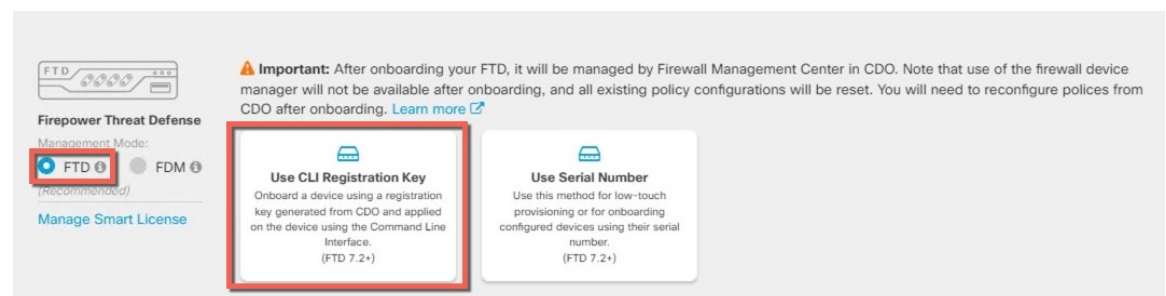 FTD
Firepower Threat Defense
Management Mode:
FTD
FDM
(Recommended)
Manage Smart License
Important: After onboarding your FTD, it will be managed by Firewall Management Center in CDO. Note that use of the firewall device
manager will not be available after onboarding, and all existing policy configurations will be reset. You will need to reconfigure polices from
CDO after onboarding. Learn more
Use CLI Registration Key
Onboard a device using a registration
key generated from CDO and applied
on the device using the Command Line
Interface.
(FTD 7.2+)
Use Serial Number
Use this method for low-touch
provisioning or for onboarding
configured devices using their serial
number.
(FTD 7.2+)